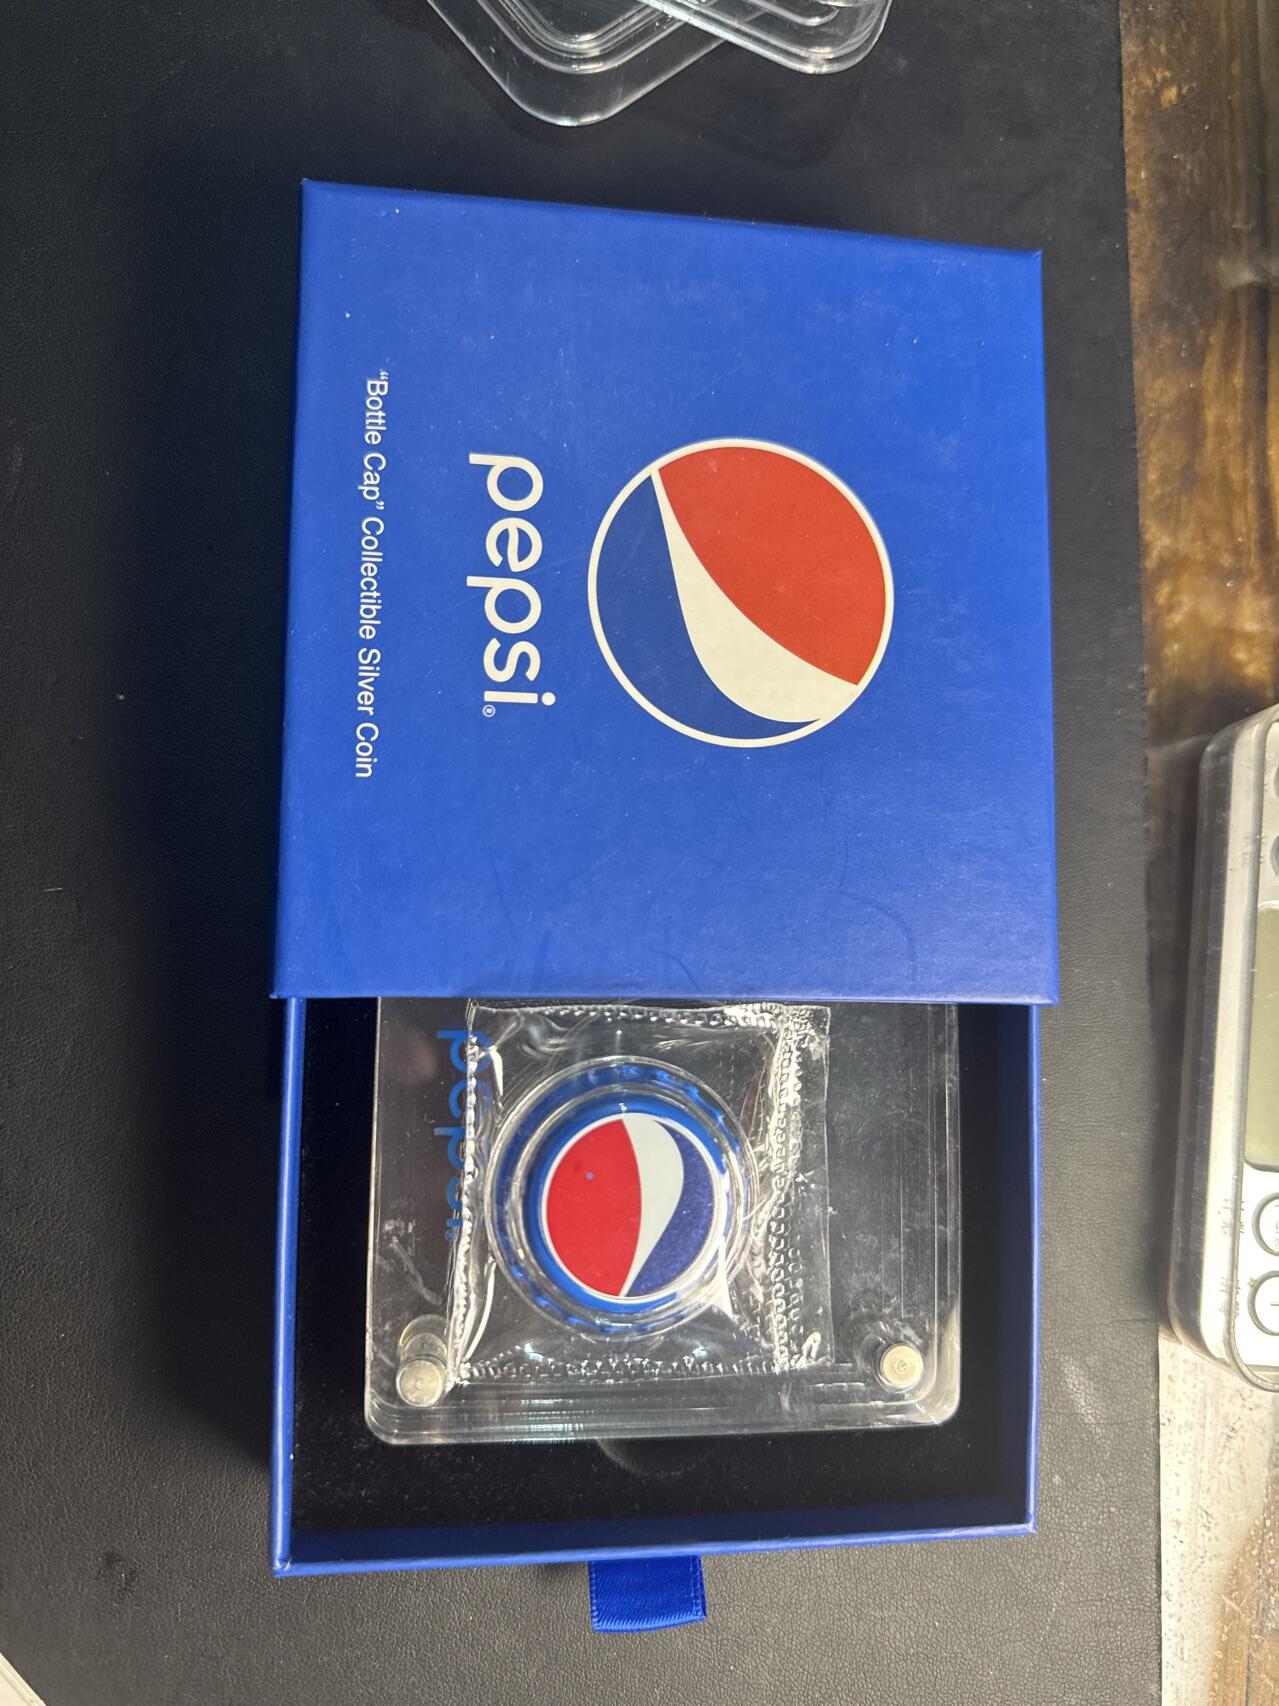 pepsi®
"Bottle Cap" Collectible Silver Coin
pepsi®